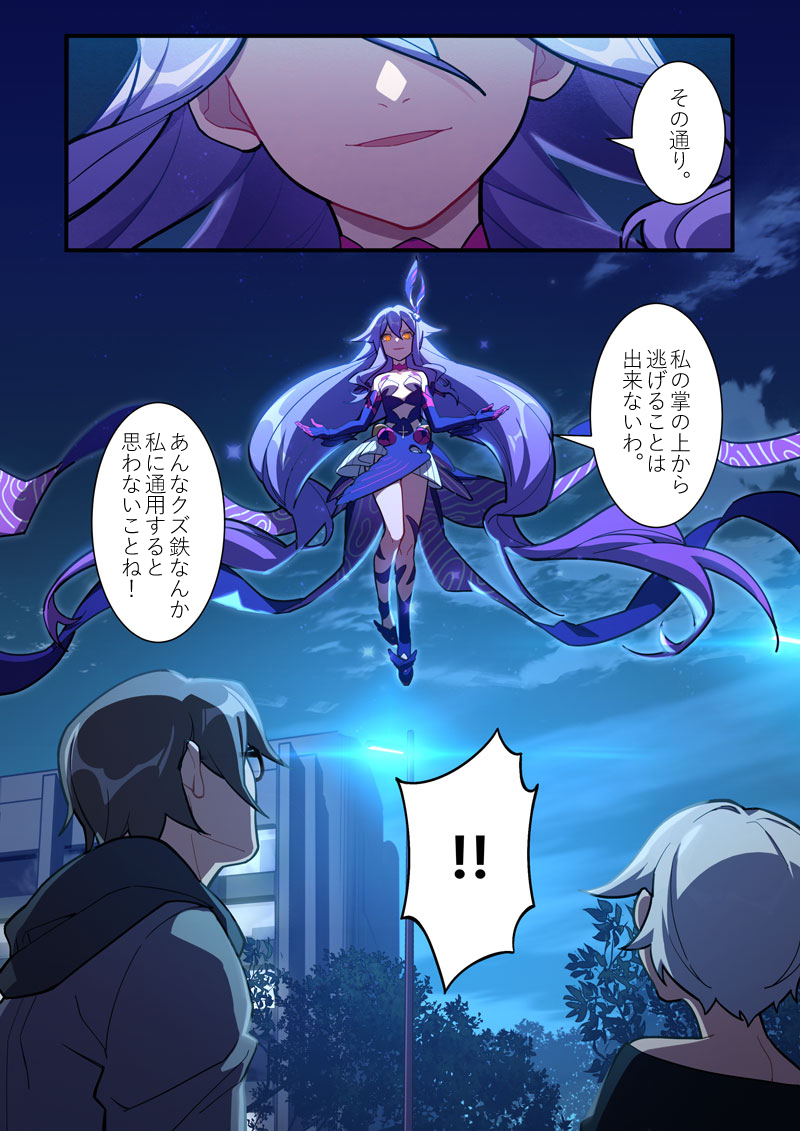 その通り。
私の掌の上から
逃げることは
出来ないわ。
あんなクズ鉄なんか
私に通用すると
思わないことね！
!!